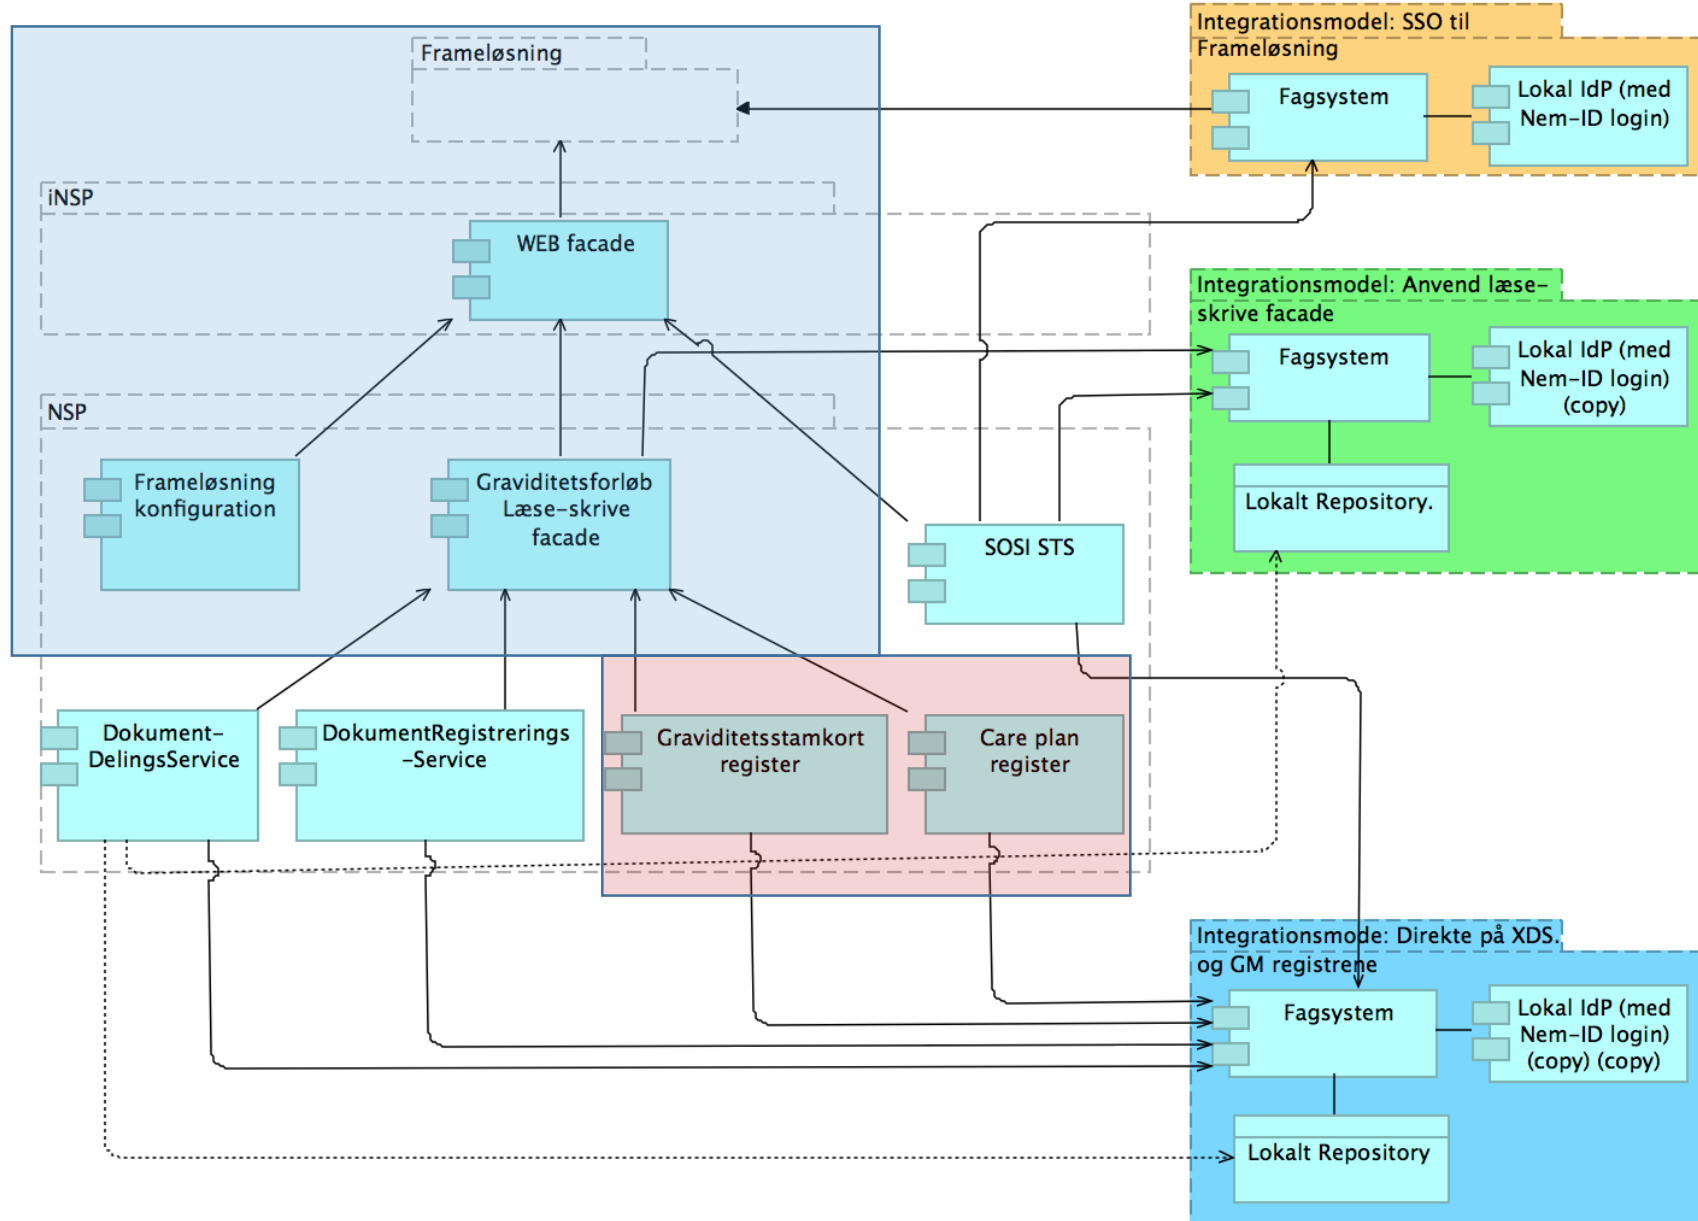 Frameløsning
iNSP
WEB facade
NSP
Frameløsning
konfiguration
Graviditetsforløb
Læse-skrive
facade
SOSI STS
Dokument-
DelingsService
DokumentRegistrerings
-Service
Graviditetsstamkort
register
Care plan
register
Integrationsmodel: SSO til
Frameløsning
Fagsystem
Lokal IdP (med
Nem-ID login)
Integrationsmodel: Anvend læse-
skrive facade
Fagsystem
Lokal IdP (med
Nem-ID login)
(copy)
Lokalt Repository.
Integrationsmode: Direkte på XDS.
og GM registrene
Fagsystem
Lokal IdP (med
Nem-ID login)
(copy) (copy)
Lokalt Repository